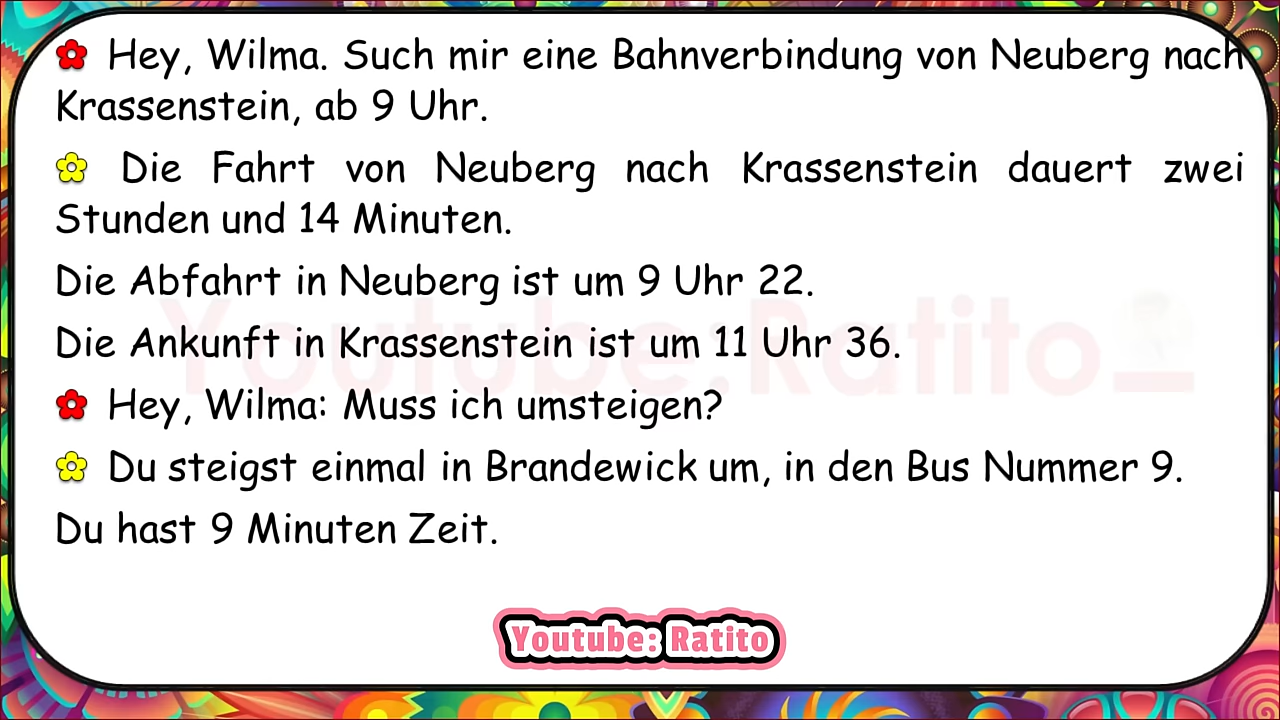 Hey, Wilma. Such mir eine Bahnverbindung von Neuberg nach
Krassenstein, ab 9 Uhr.
Die Fahrt von Neuberg nach Krassenstein dauert zwei
Stunden und 14 Minuten.
Die Abfahrt in Neuberg ist um 9 Uhr 22.
Die Ankunft in Krassenstein ist um 11 Uhr 36.
Youtube: Ratito
Hey, Wilma: Muss ich umsteigen?
Du steigst einmal in Brandewick um, in den Bus Nummer 9.
Du hast 9 Minuten Zeit.
Youtube: Ratito